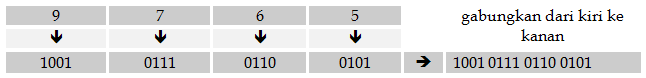 9 7 6 5 gabungkan dari kiri ke
kanan
🡻 🡻 🡻 🡻
1001 0111 0110 0101 🡺 1001 0111 0110 0101